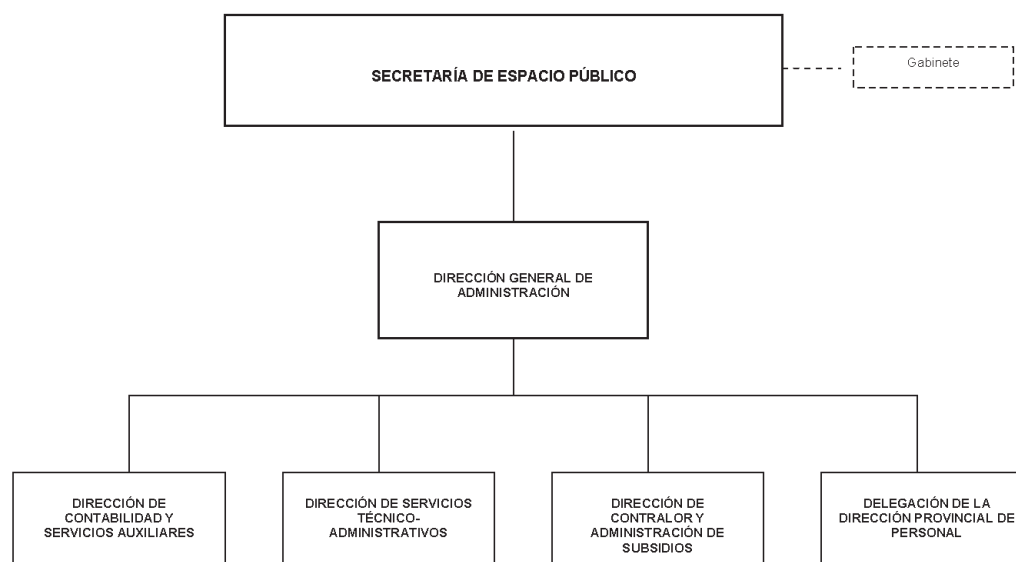 SECRETARÍA DE ESPACIO PÚBLICO
Gabinete
DIRECCIÓN GENERAL DE
ADMINISTRACIÓN
DIRECCIÓN DE
CONTABILIDAD Y
SERVICIOS AUXILIARES
DIRECCIÓN DE SERVICIOS
TÉCNICO-
ADMINISTRATIVOS
DIRECCIÓN DE
CONTRALOR Y
ADMINISTRACIÓN DE
SUBSIDIOS
DELEGACIÓN DE LA
DIRECCIÓN PROVINCIAL DE
PERSONAL